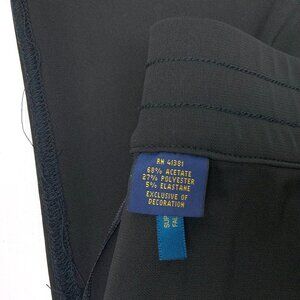 RN 41381
68% ACETATE
27% POLYESTER
5% ELASTANE
EXCLUSIVE OF
DECORATION